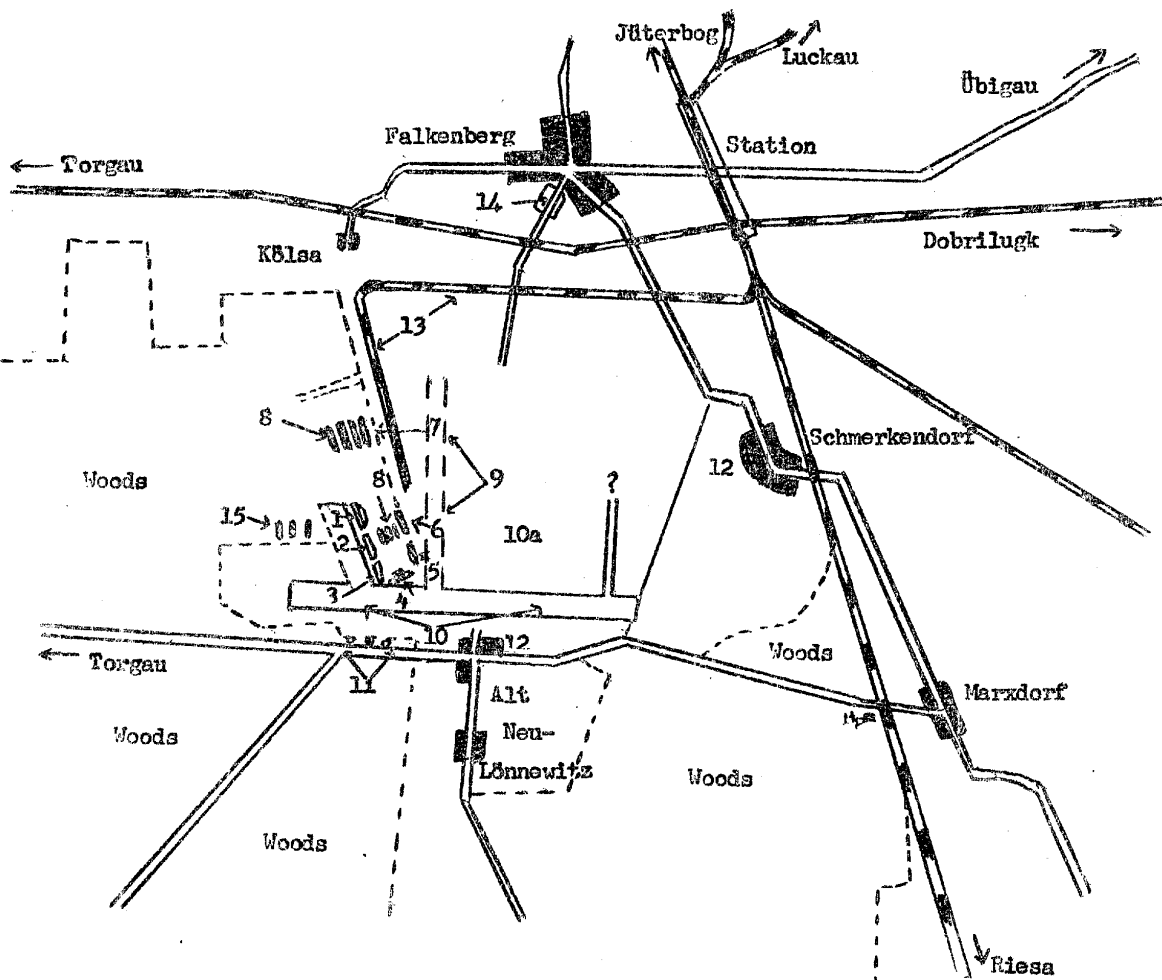 Jüterbog
Luckau
Übigau
Falkenberg
Station
← Torgau
14
Kölsa
Dobrilugk
13
8
7
Schmerkendorf
12
Woods
9
8
?
15
1
6
10a
2
5
3
4
10
12
← Torgau
11
Woods
Alt
Marxdorf
Woods
Neu-
Lönnewitz
Woods
Woods
Riesa